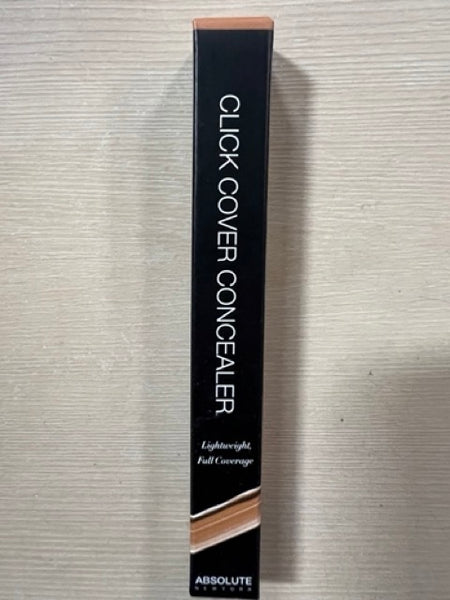 CLICK COVER CONCEALER
Lightweight,
Full Coverage
ABSOLUTE
NEW YORK